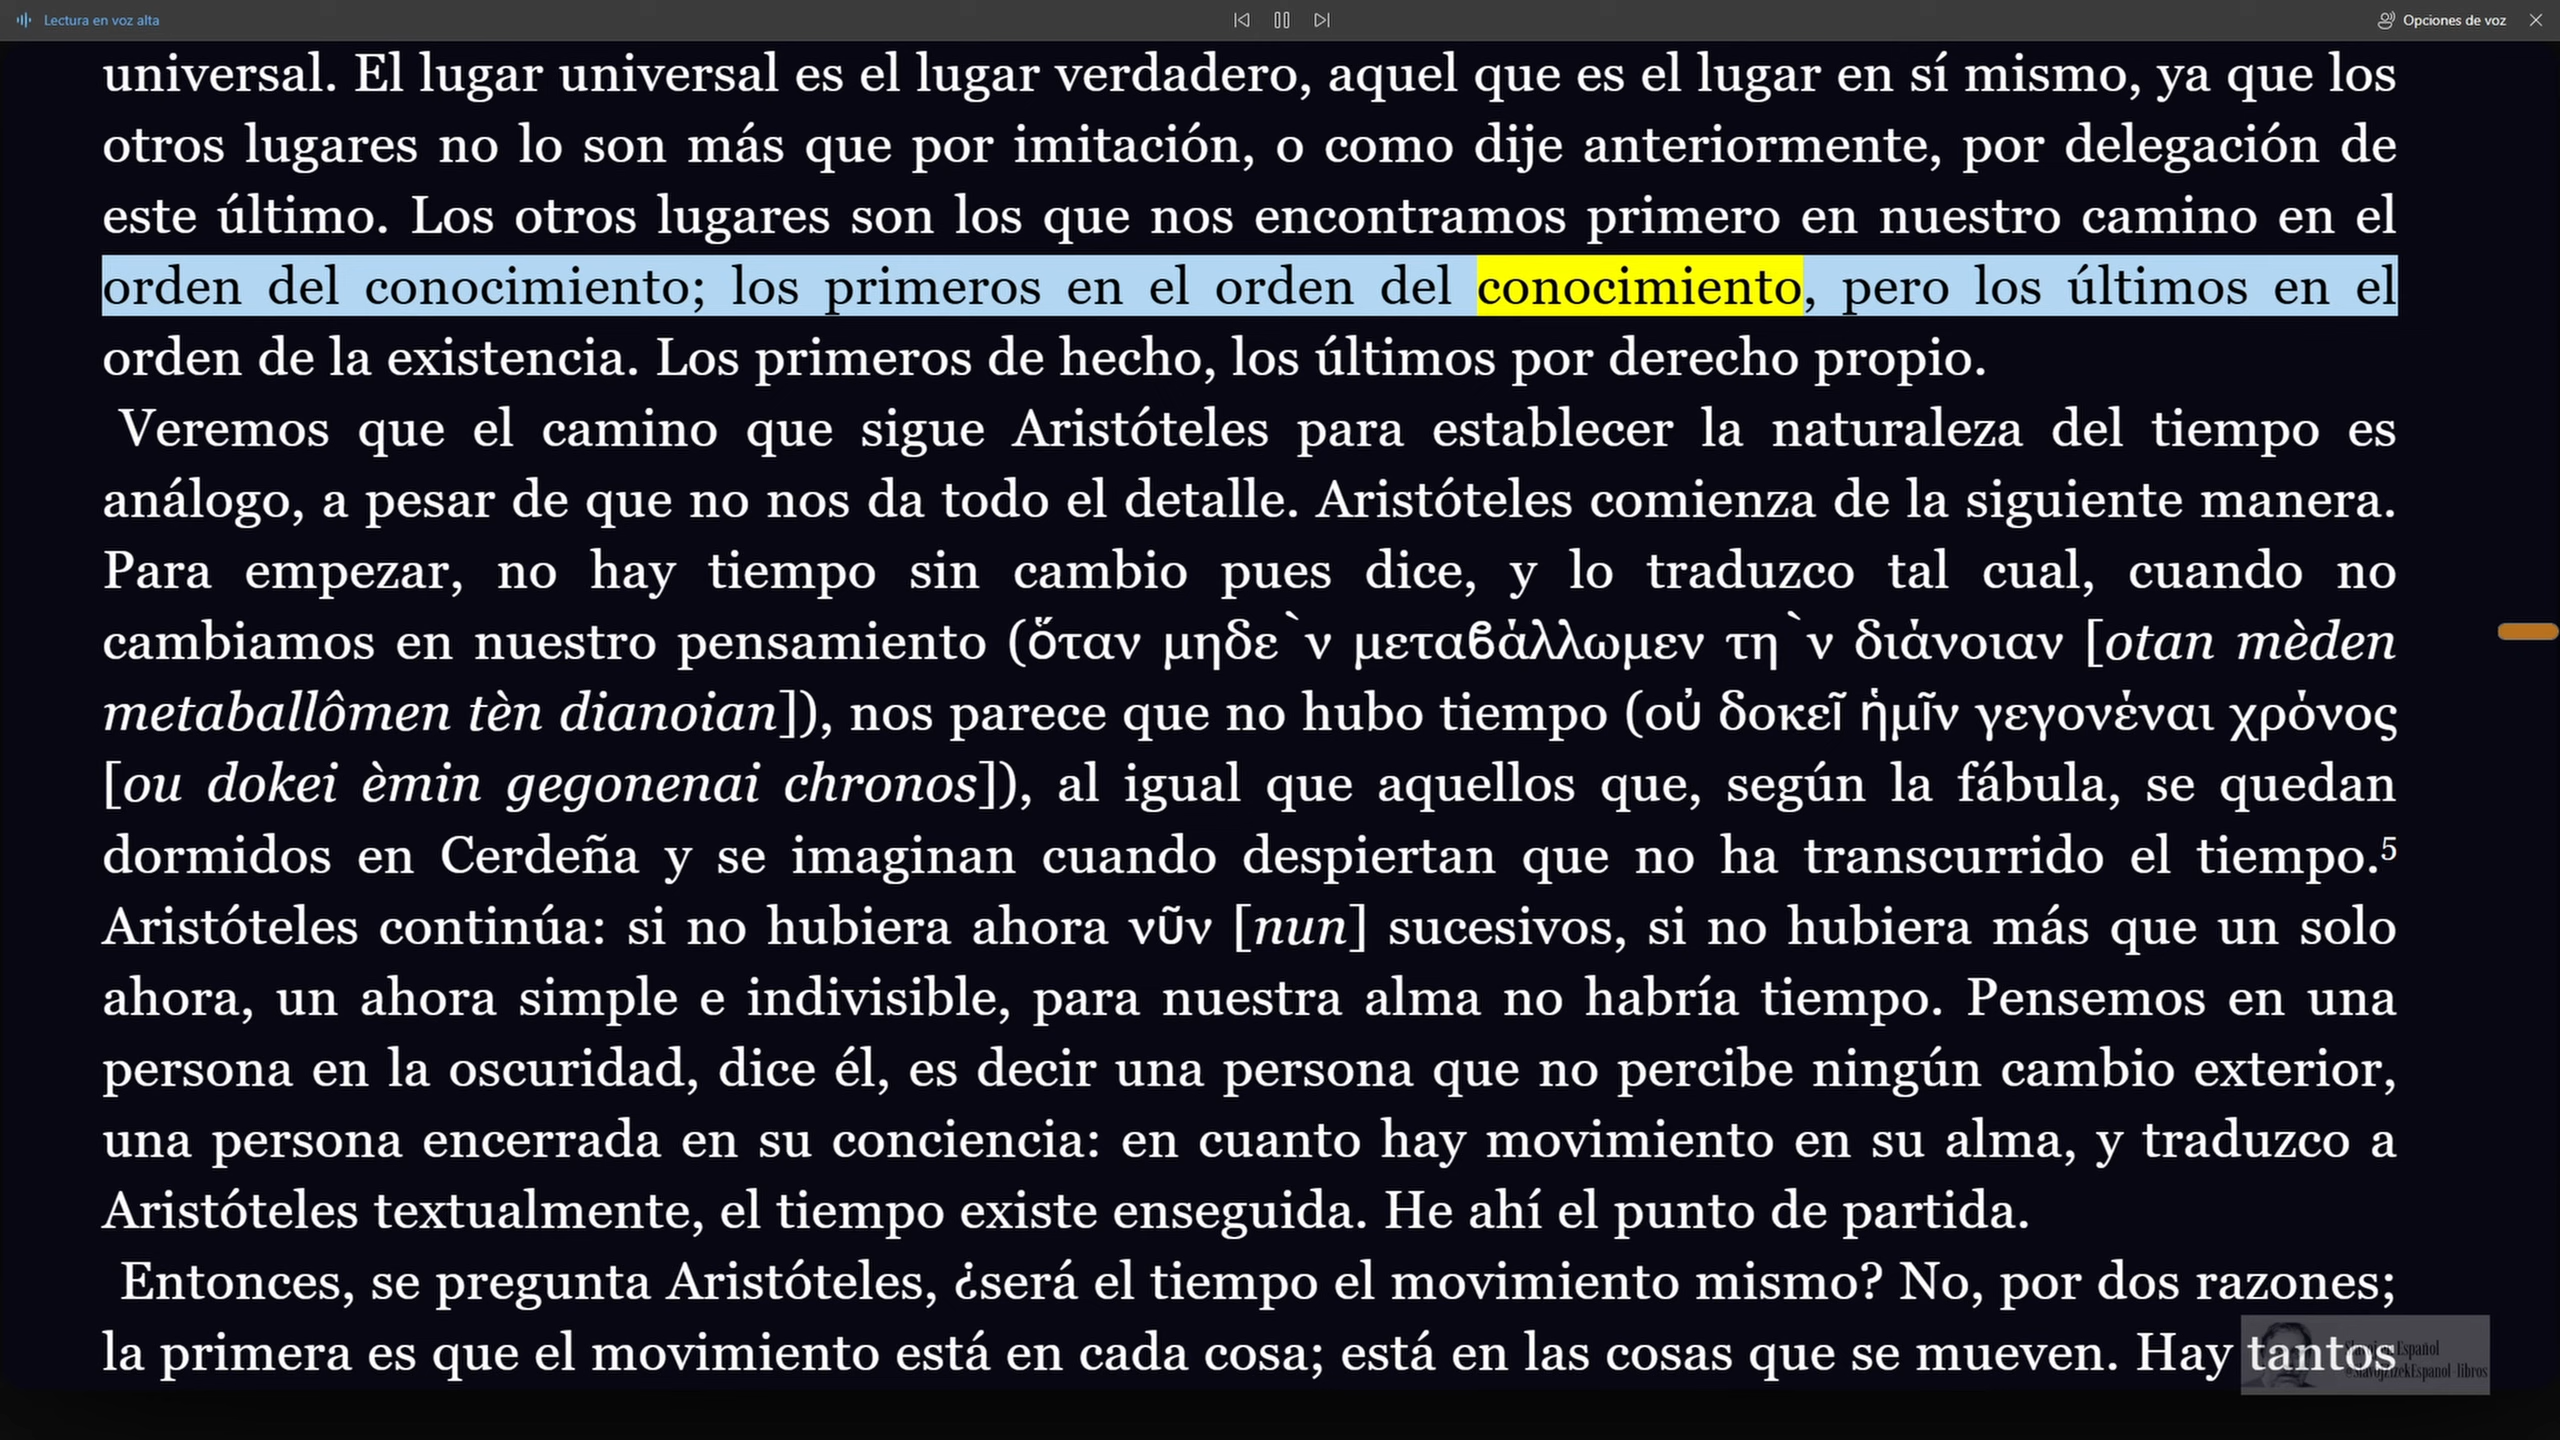 Lectura en voz alta
Opciones de voz
universal. El lugar universal es el lugar verdadero, aquel que es el lugar en sí mismo, ya que los
otros lugares no lo son más que por imitación, o como dije anteriormente, por delegación de
este último. Los otros lugares son los que nos encontramos primero en nuestro camino en el
orden del conocimiento; los primeros en el orden del conocimiento, pero los últimos en el
orden de la existencia. Los primeros de hecho, los últimos por derecho propio.
Veremos que el camino que sigue Aristóteles para establecer la naturaleza del tiempo es
análogo, a pesar de que no nos da todo el detalle. Aristóteles comienza de la siguiente manera.
Para empezar, no hay tiempo sin cambio pues dice, y lo traduzco tal cual, cuando no
cambiamos en nuestro pensamiento (ὅταν μηδε`ν μεταϐάλλωμεν τη`ν διάνοιαν [otan mèden
metaballômen tèn dianoian]), nos parece que no hubo tiempo (οὐ δοκεῖ ἡμῖν γεγονέναι χρόνος
[ou dokei èmin gegonenai chronos]), al igual que aquellos que, según la fábula, se quedan
dormidos en Cerdeña y se imaginan cuando despiertan que no ha transcurrido el tiempo.5
Aristóteles continúa: si no hubiera ahora νῦν [nun] sucesivos, si no hubiera más que un solo
ahora, un ahora simple e indivisible, para nuestra alma no habría tiempo. Pensemos en una
persona en la oscuridad, dice él, es decir una persona que no percibe ningún cambio exterior,
una persona encerrada en su conciencia: en cuanto hay movimiento en su alma, y traduzco a
Aristóteles textualmente, el tiempo existe enseguida. He ahí el punto de partida.
Entonces, se pregunta Aristóteles, ¿será el tiempo el movimiento mismo? No, por dos razones;
la primera es que el movimiento está en cada cosa; está en las cosas que se mueven. Hay tantos
Español